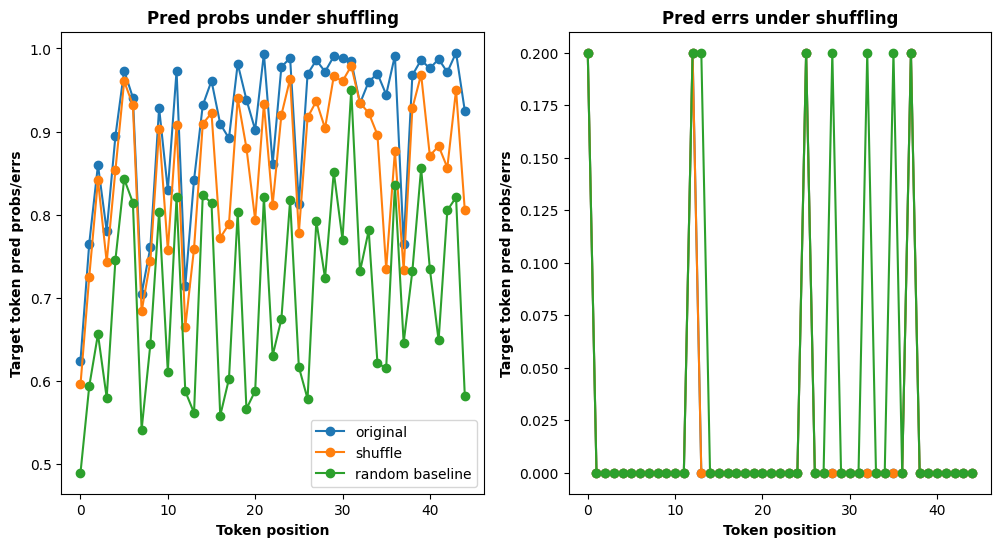 Pred probs under shuffling
Target token pred probs/errs
1.0
0.9
0.8
0.7
0.6
0.5
0
10
20
30
40
Token position
original
shuffle
random baseline
Pred errs under shuffling
Target token pred probs/errs
0.200
0.175
0.150
0.125
0.100
0.075
0.050
0.025
0.000
0
10
20
30
40
Token position